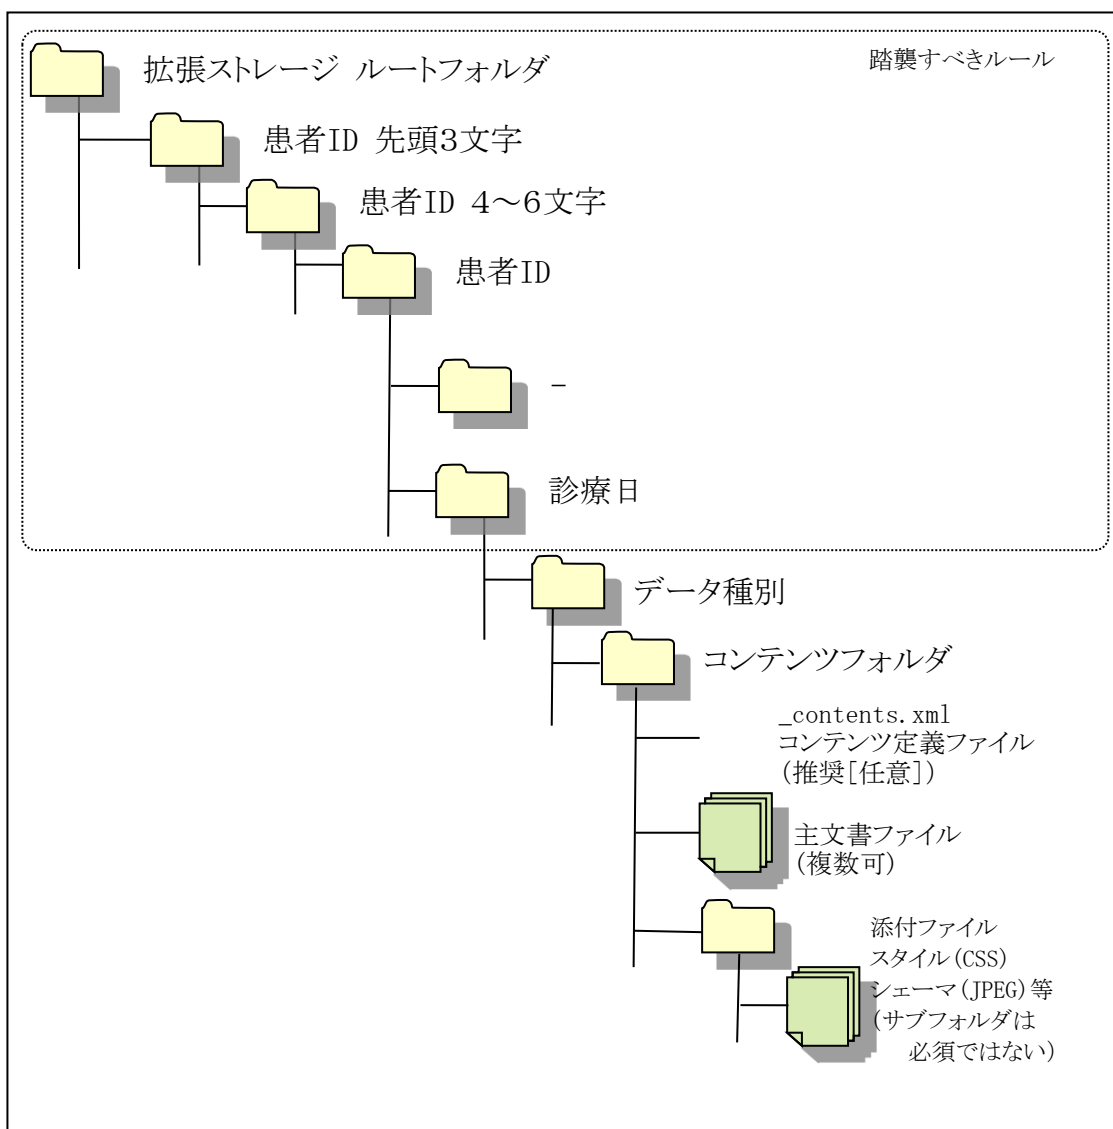 踏襲すべきルール
拡張ストレージ ルートフォルダ
患者ID 先頭3文字
患者ID 4～6文字
患者ID
－
診療日
データ種別
コンテンツフォルダ
_contents.xml
コンテンツ定義ファイル
(推奨[任意])
主文書ファイル
(複数可)
添付ファイル
スタイル(CSS)
シェーマ(JPEG)等
(サブフォルダは
必須ではない)